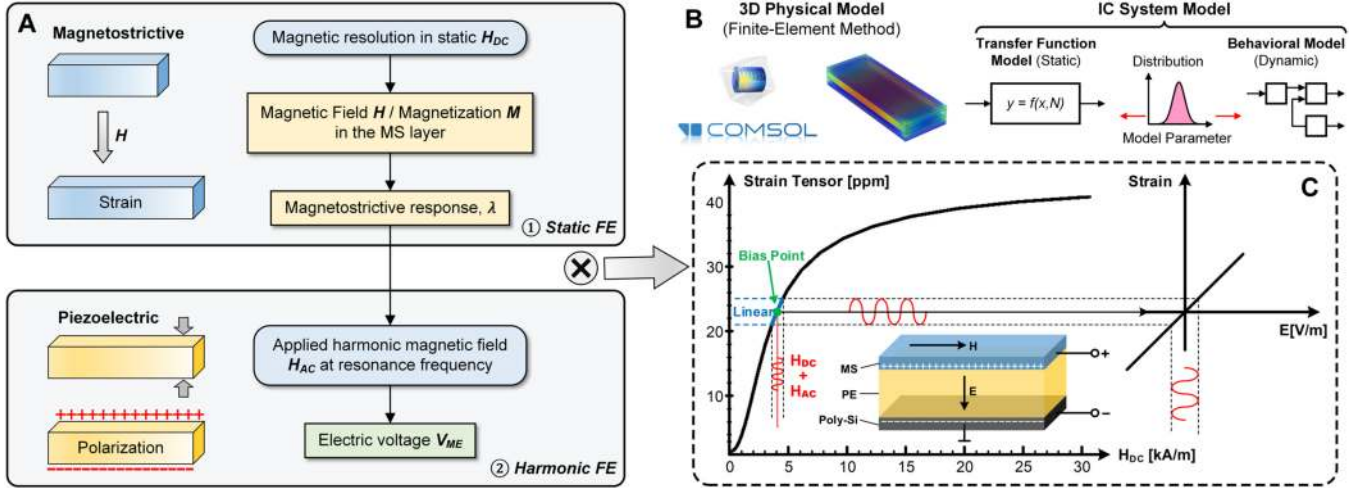 A
Magnetostrictive
H
Strain
Magnetic resolution in static H_DC
Magnetic Field H / Magnetization M
in the MS layer
Magnetostrictive response, λ
① Static FE
Piezoelectric
Polarization
Applied harmonic magnetic field
H_AC at resonance frequency
Electric voltage V_ME
② Harmonic FE
B
3D Physical Model
(Finite-Element Method)
COMSOL
IC System Model
Transfer Function
Model (Static)
y = f(x,N)
Distribution
Model Parameter
Behavioral Model
(Dynamic)
C
Strain Tensor [ppm]
40
30
20
10
0
5
10
15
20
25
30
H_DC [kA/m]
Bias Point
Linear
H_DC
+
H_AC
H
MS
PE
E
Poly-Si
+
−
Strain
E[V/m]